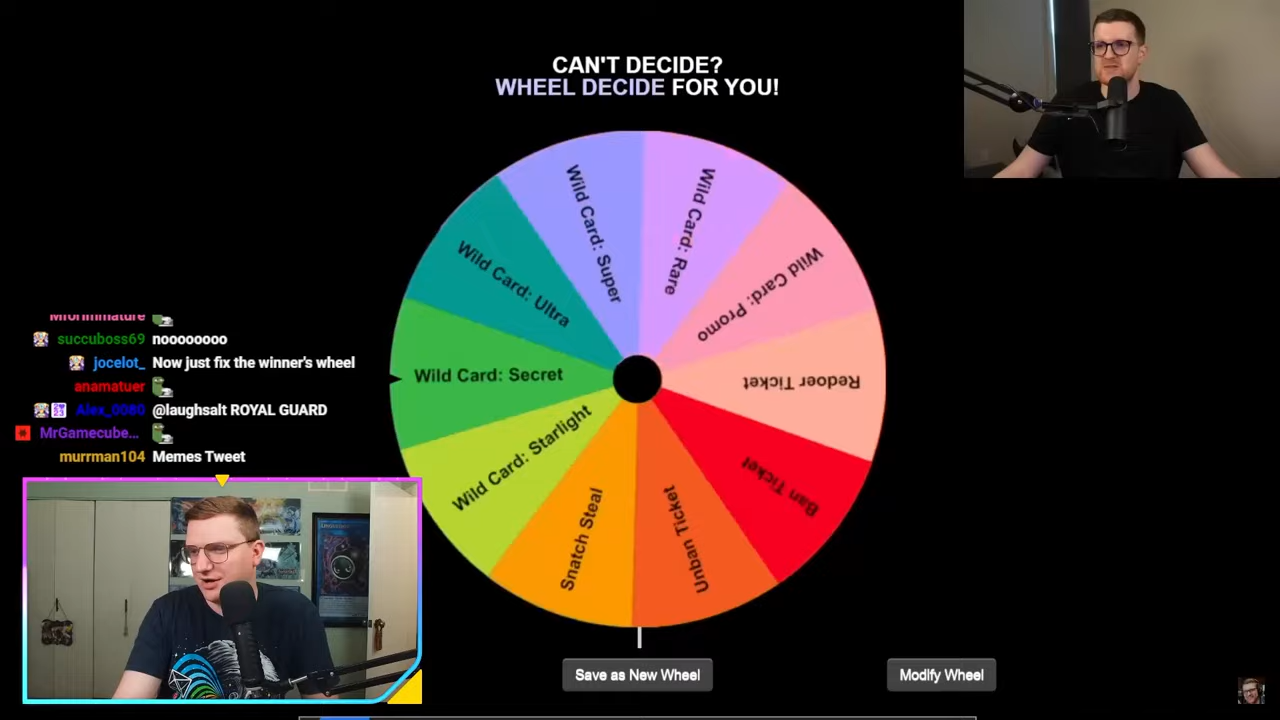 CAN'T DECIDE?
WHEEL DECIDE FOR YOU!
Wild Card: Super
Wild Card: Rare
Wild Card: Ultra
Wild Card: Promo
Wild Card: Secret
Redoer Ticket
Wild Card: Starlight
Ban Ticket
Snatch Steal
Unban Ticket
MrGrimmature
succuboss69 noooooooo
jocelot_ Now just fix the winner's wheel
anamatuer
Alex_0080 @laughsalt ROYAL GUARD
MrGamecube...
murrman104 Memes Tweet
Save as New Wheel
Modify Wheel